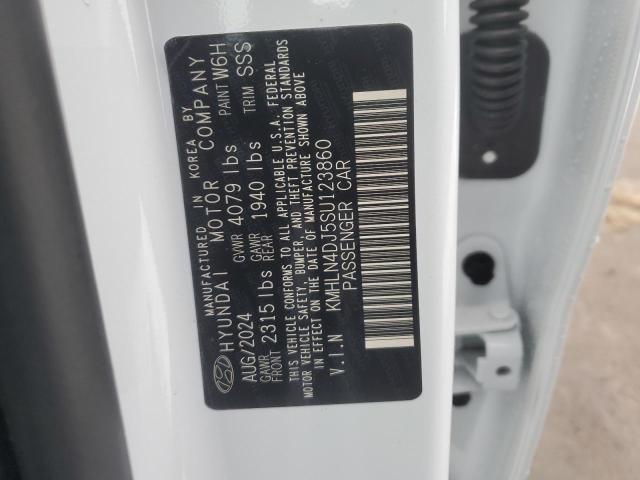 MANUFACTURED IN KOREA BY
HYUNDAI MOTOR COMPANY
AUG/2024 GVWR 4079 lbs PAINT W6H
GAWR FRONT 2315 lbs GAWR REAR 1940 lbs TRIM SSS
THIS VEHICLE CONFORMS TO ALL APPLICABLE U.S.A. FEDERAL
MOTOR VEHICLE SAFETY, BUMPER, AND THEFT PREVENTION STANDARDS
IN EFFECT ON THE DATE OF MANUFACTURE SHOWN ABOVE
V.I.N KMHLN4DJ5SU123860
PASSENGER CAR